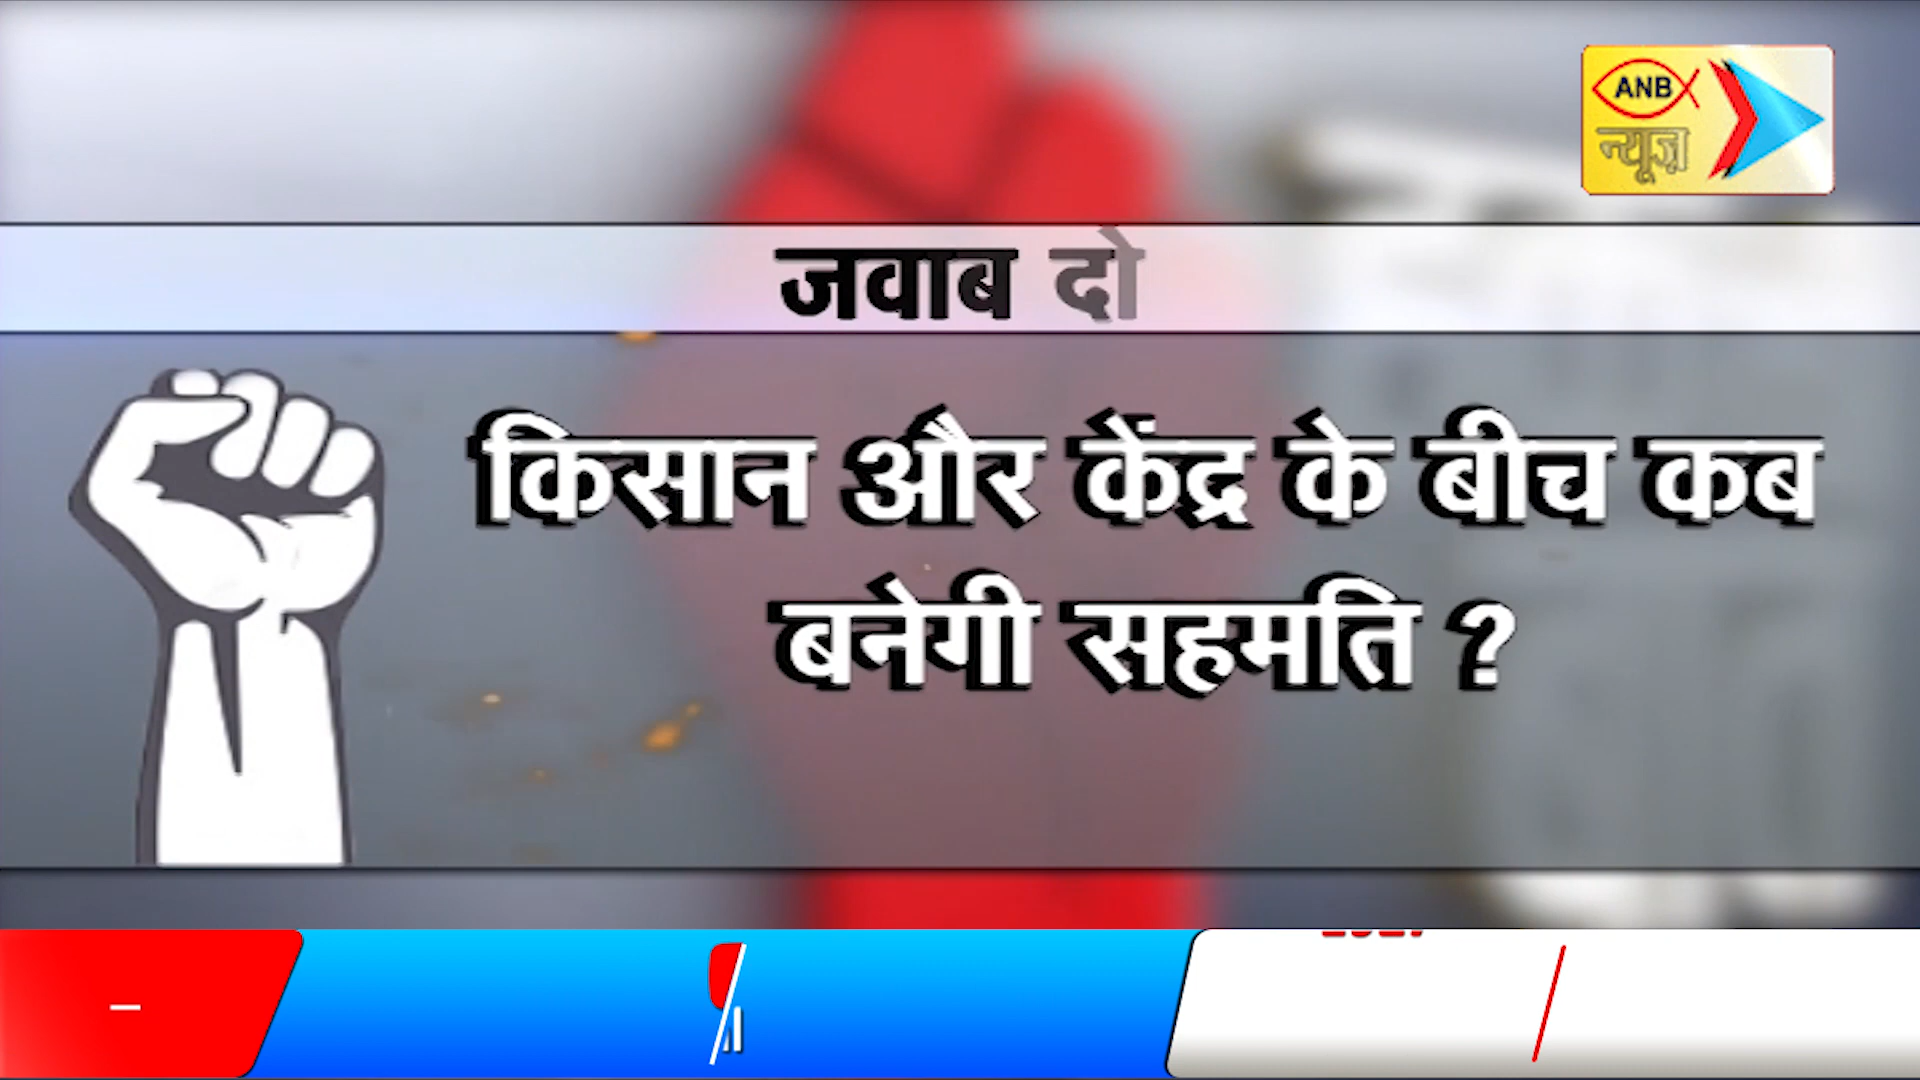 ANB
न्यूज़
जवाब दो
किसान और केंद्र के बीच कब
बनेगी सहमति ?